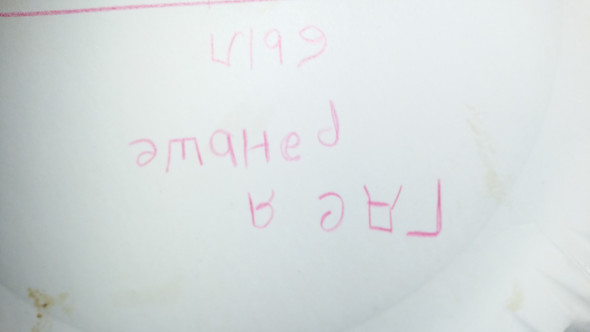 Где я
раньше
был